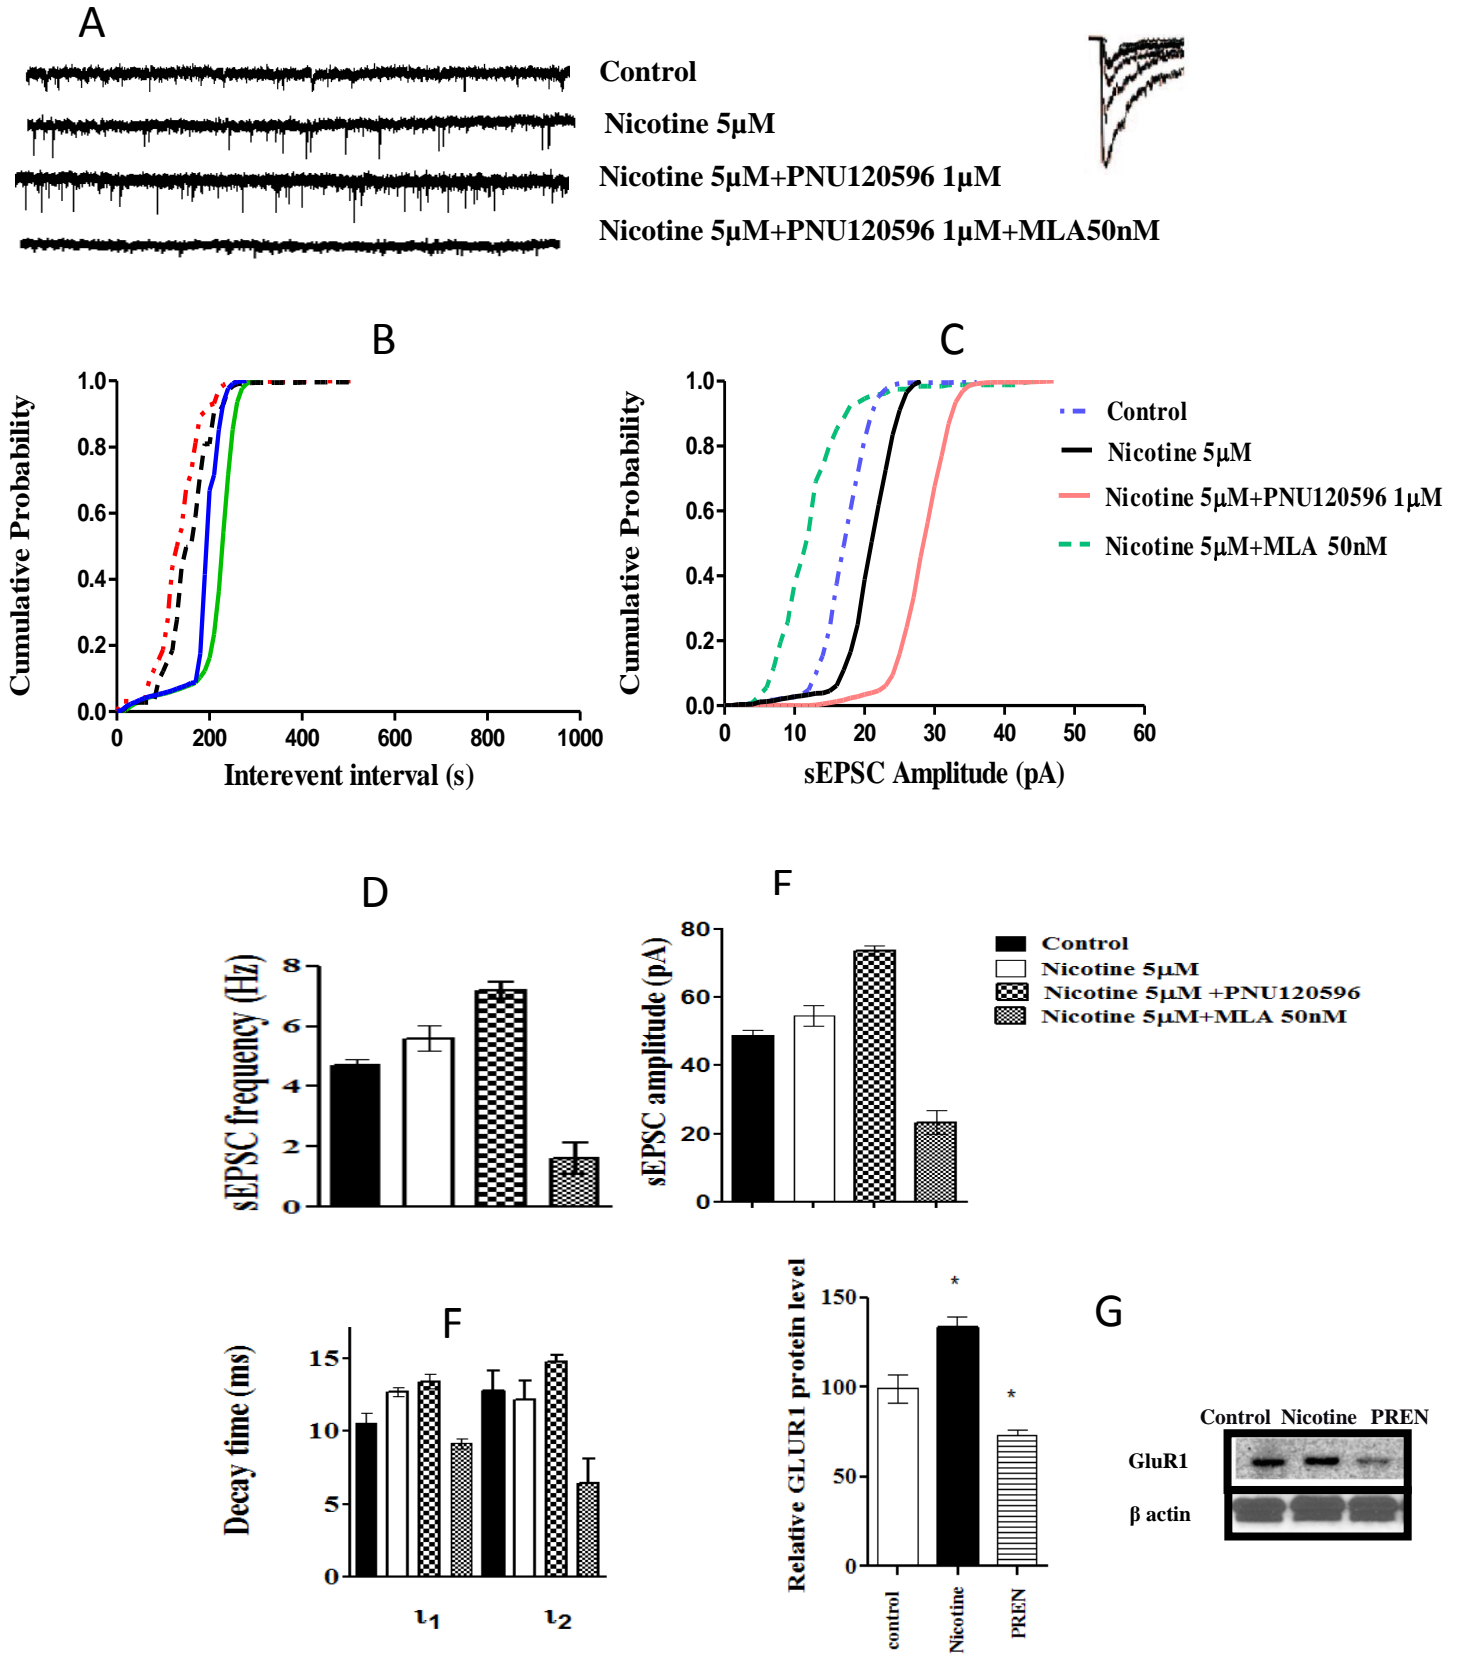 A
Control
Nicotine 5µM
Nicotine 5µM+PNU120596 1µM
Nicotine 5µM+PNU120596 1µM+MLA50nM
B
Cumulative Probability
1.0
0.8
0.6
0.4
0.2
0.0
0 200 400 600 800 1000
Interevent interval (s)
C
Cumulative Probability
1.0
0.8
0.6
0.4
0.2
0.0
0 10 20 30 40 50 60
sEPSC Amplitude (pA)
Control
Nicotine 5µM
Nicotine 5µM+PNU120596 1µM
Nicotine 5µM+MLA 50nM
D
sEPSC frequency (Hz)
8
6
4
2
0
F
sEPSC amplitude (pA)
80
60
40
20
0
Control
Nicotine 5µM
Nicotine 5µM +PNU120596
Nicotine 5µM+MLA 50nM
F
Decay time (ms)
15
10
5
0
ι1 ι2
G
Relative GLUR1 protein level
150
100
50
0
*
*
control
Nicotine
PREN
Control Nicotine PREN
GluR1
β actin